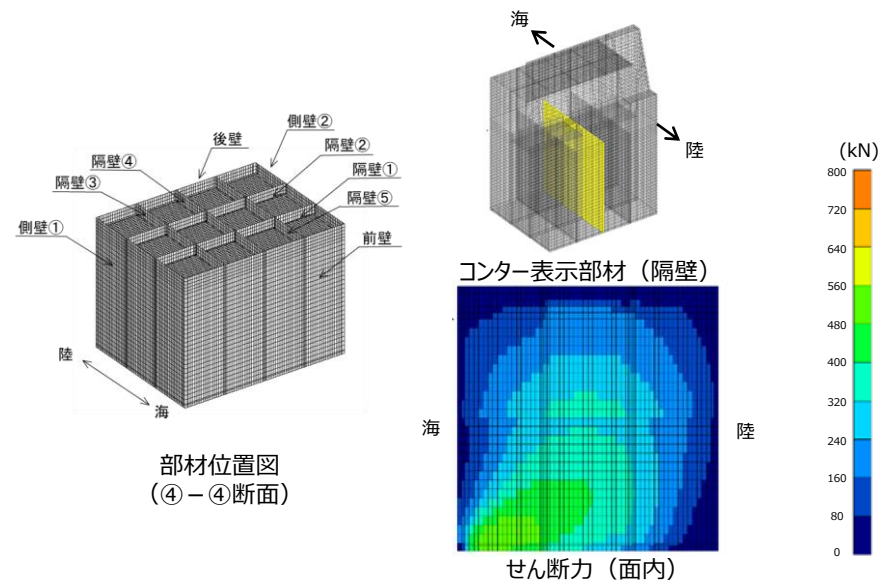 後壁
側壁②
隔壁④
隔壁②
隔壁③
隔壁①
隔壁⑤
側壁①
前壁
陸
海
部材位置図
(④-④断面)
海
陸
コンター表示部材(隔壁)
海
陸
せん断力(面内)
(kN)
800
720
640
560
480
400
320
240
160
80
0